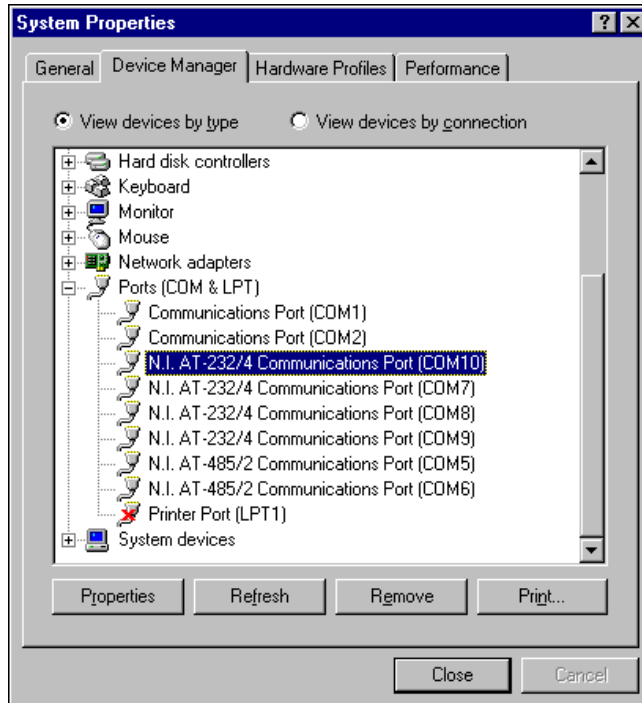 System Properties
General Device Manager Hardware Profiles Performance
View devices by type View devices by connection
Hard disk controllers
Keyboard
Monitor
Mouse
Network adapters
Ports (COM & LPT)
Communications Port (COM1)
Communications Port (COM2)
N.I. AT-232/4 Communications Port (COM10)
N.I. AT-232/4 Communications Port (COM7)
N.I. AT-232/4 Communications Port (COM8)
N.I. AT-232/4 Communications Port (COM9)
N.I. AT-485/2 Communications Port (COM5)
N.I. AT-485/2 Communications Port (COM6)
Printer Port (LPT1)
System devices
Properties Refresh Remove Print...
Close Cancel